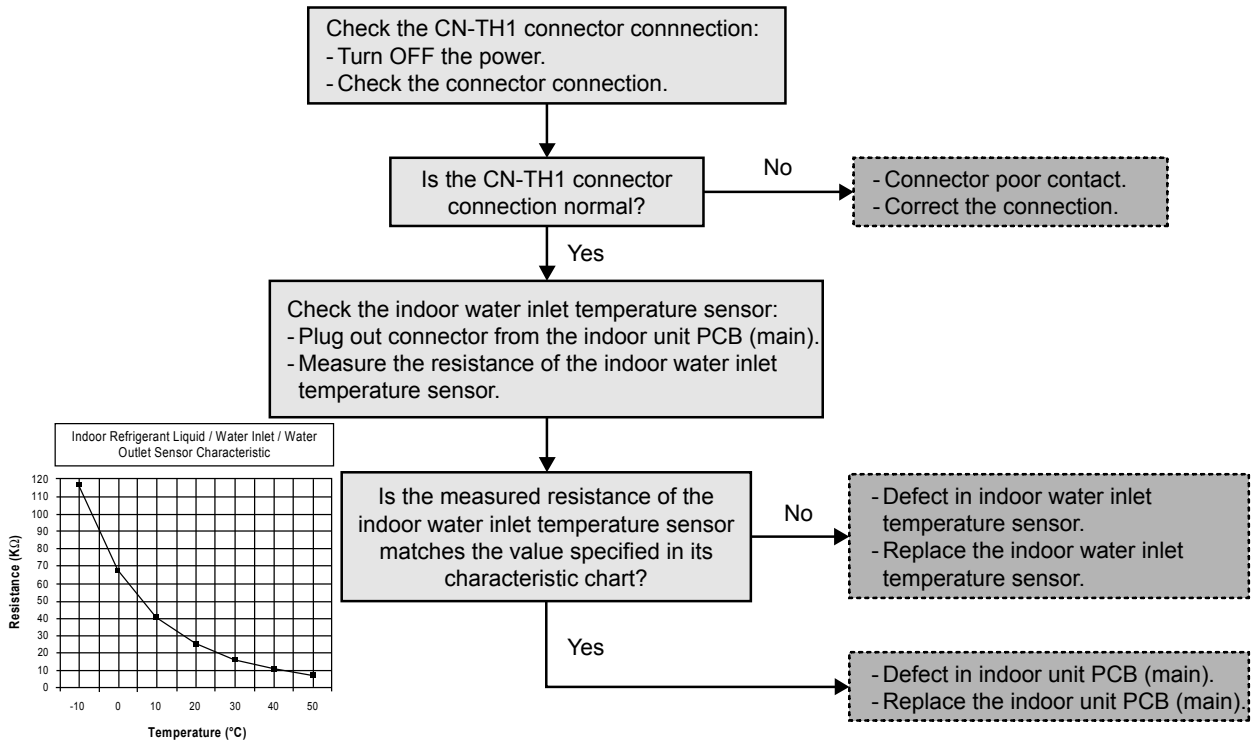 Check the CN-TH1 connector connnection:
- Turn OFF the power.
- Check the connector connection.
Is the CN-TH1 connector
connection normal?
No
- Connector poor contact.
- Correct the connection.
Yes
Check the indoor water inlet temperature sensor:
- Plug out connector from the indoor unit PCB (main).
- Measure the resistance of the indoor water inlet
temperature sensor.
Indoor Refrigerant Liquid / Water Inlet / Water
Outlet Sensor Characteristic
120
110
100
90
80
70
60
50
40
30
20
10
0
Resistance (KΩ)
-10 0 10 20 30 40 50
Temperature (°C)
Is the measured resistance of the
indoor water inlet temperature sensor
matches the value specified in its
characteristic chart?
No
- Defect in indoor water inlet
temperature sensor.
- Replace the indoor water inlet
temperature sensor.
Yes
- Defect in indoor unit PCB (main).
- Replace the indoor unit PCB (main).